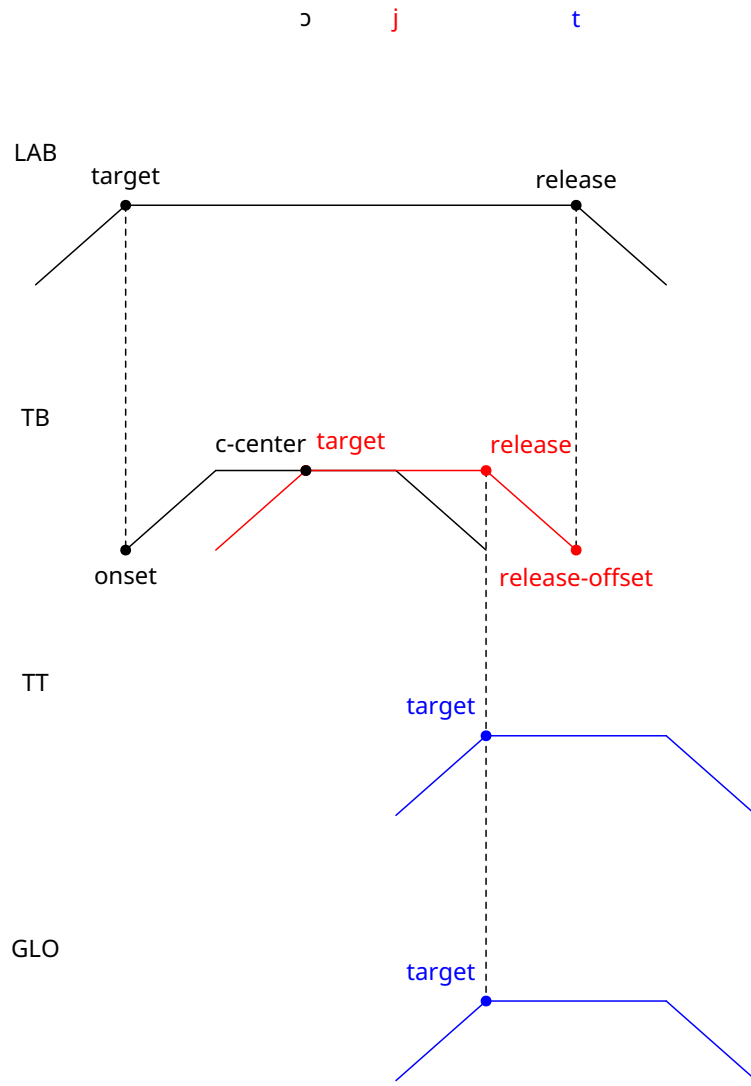 ɔ j t
LAB
target
release
TB
c-center target release
onset
release-offset
TT
target
GLO
target